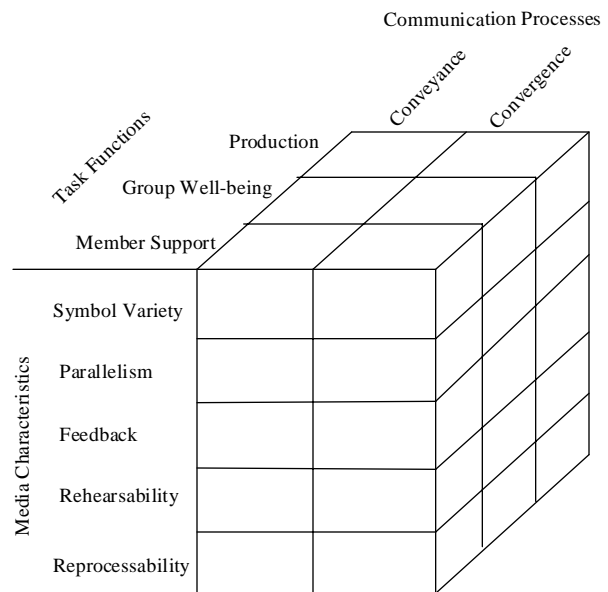 Communication Processes
Conveyance
Convergence
Task Functions
Production
Group Well-being
Member Support
Media Characteristics
Symbol Variety
Parallelism
Feedback
Rehearsability
Reprocessability